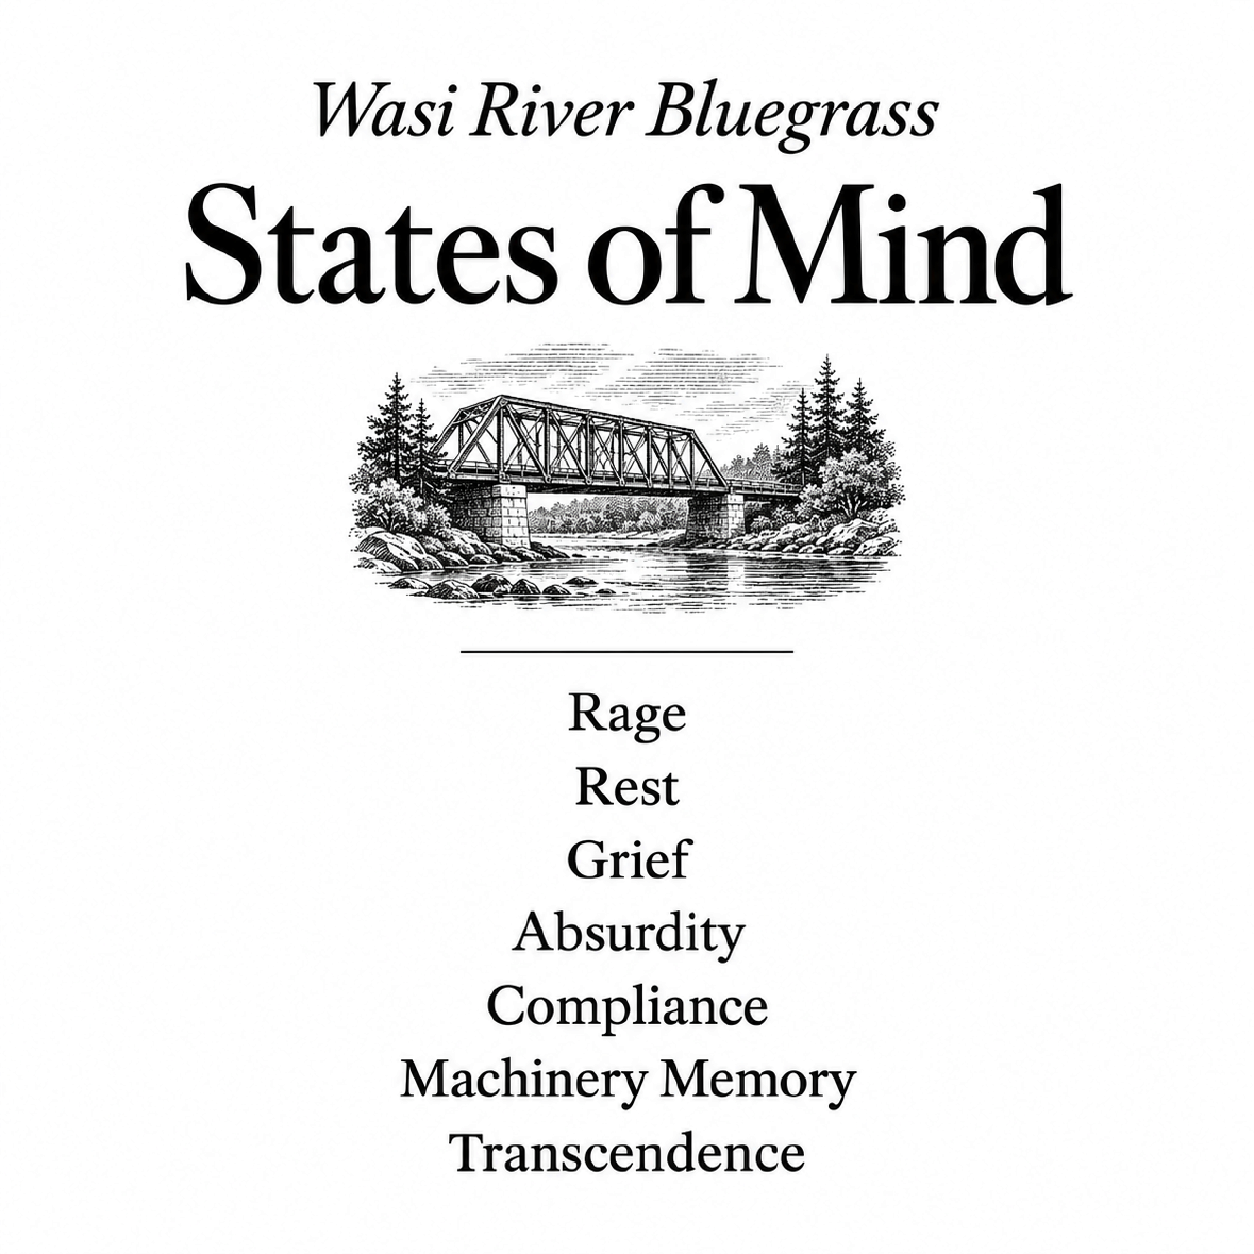 Wasi River Bluegrass
States of Mind
Rage
Rest
Grief
Absurdity
Compliance
Machinery Memory
Transcendence